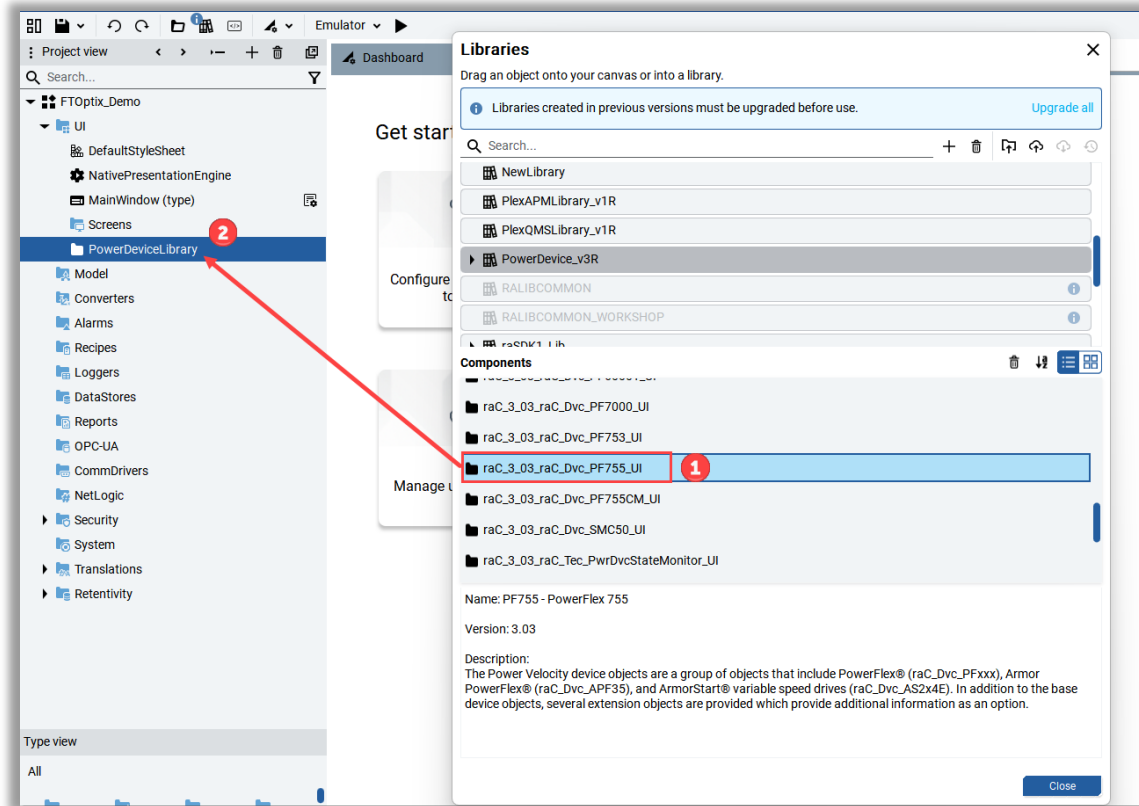 Emulator
Project view
Search...
FTOptix_Demo
UI
DefaultStyleSheet
NativePresentationEngine
MainWindow (type)
Screens
2
PowerDeviceLibrary
Model
Converters
Alarms
Recipes
Loggers
DataStores
Reports
OPC-UA
CommDrivers
NetLogic
Security
System
Translations
Retentivity
Type view
All
Dashboard
Get star
Configure
to
Manage u
Libraries
Drag an object onto your canvas or into a library.
Libraries created in previous versions must be upgraded before use.
Upgrade all
Search...
NewLibrary
PlexAPMLibrary_v1R
PlexQMSLibrary_v1R
PowerDevice_v3R
RALIBCOMMON
RALIBCOMMON_WORKSHOP
raSDK1_Lib
Components
raC_3_03_raC_Dvc_PF7000_UI
raC_3_03_raC_Dvc_PF753_UI
raC_3_03_raC_Dvc_PF755_UI
1
raC_3_03_raC_Dvc_PF755CM_UI
raC_3_03_raC_Dvc_SMC50_UI
raC_3_03_raC_Tec_PwrDvcStateMonitor_UI
Name: PF755 - PowerFlex 755
Version: 3.03
Description:
The Power Velocity device objects are a group of objects that include PowerFlex® (raC_Dvc_PFxxx), Armor
PowerFlex® (raC_Dvc_APF35), and ArmorStart® variable speed drives (raC_Dvc_AS2x4E). In addition to the base
device objects, several extension objects are provided which provide additional information as an option.
Close